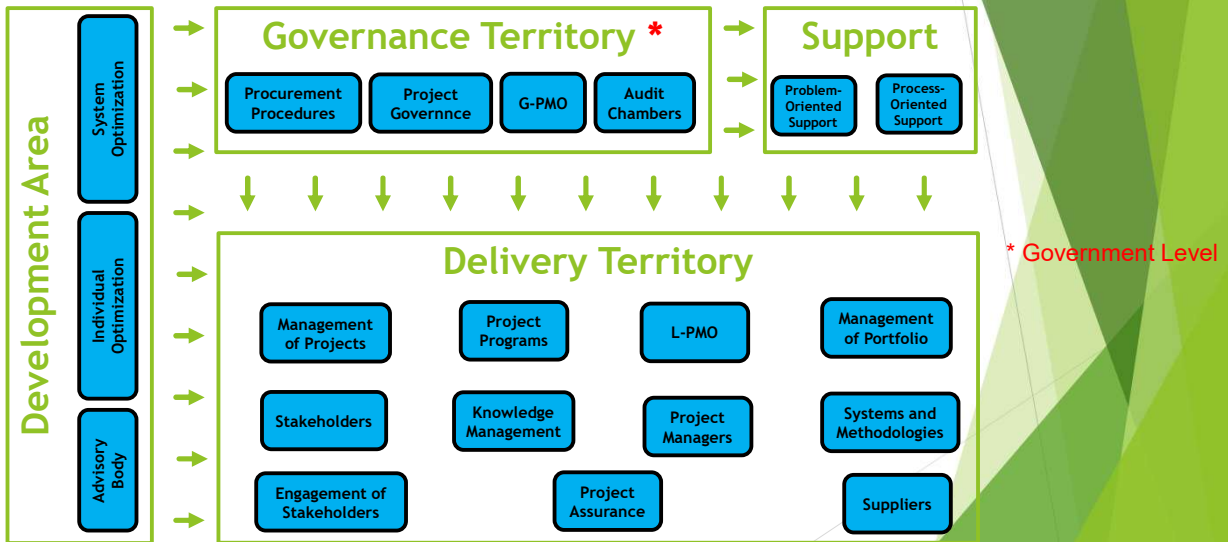 Development Area
System
Optimization
Individual
Optimization
Advisory
Body
Governance Territory *
Procurement
Procedures
Project
Governnce
G-PMO
Audit
Chambers
Support
Problem-
Oriented
Support
Process-
Oriented
Support
* Government Level
Delivery Territory
Management
of Projects
Project
Programs
L-PMO
Management
of Portfolio
Stakeholders
Knowledge
Management
Project
Managers
Systems and
Methodologies
Engagement of
Stakeholders
Project
Assurance
Suppliers